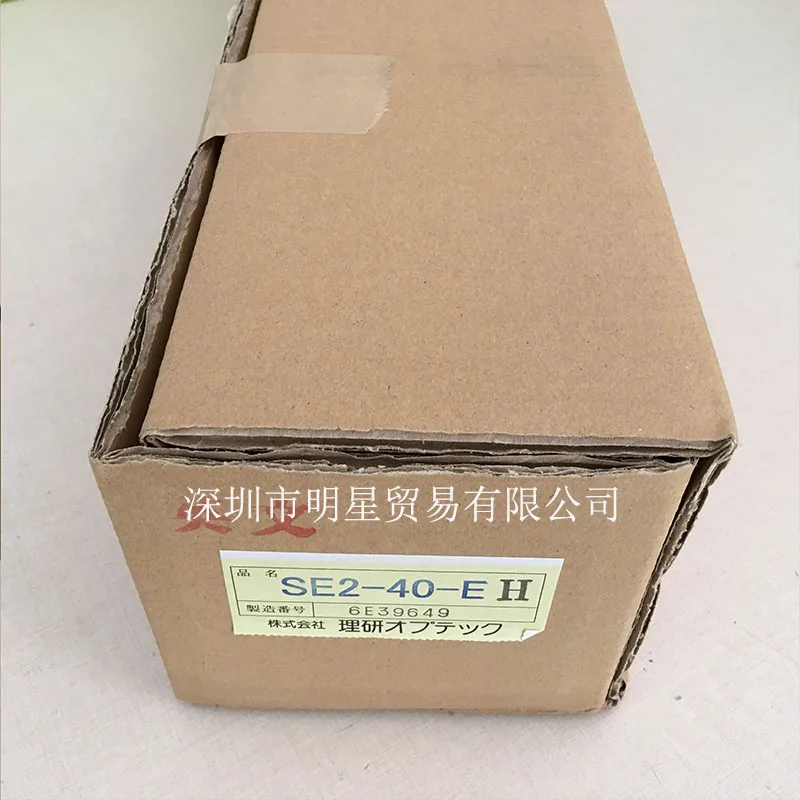 深圳市明星贸易有限公司
品名 SE2-40-E H
製造番号 6E39649
株式会社 理研オプテック